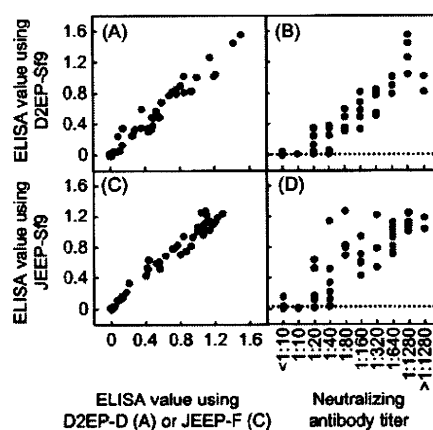 (A)
(B)
ELISA value using
D2EP-Sf9
1.6
1.2
0.8
0.4
0
(C)
(D)
ELISA value using
JEEP-Sf9
1.6
1.2
0.8
0.4
0
0 0.4 0.8 1.2 1.6
<1:10
1:10
1:20
1:40
1:80
1:160
1:320
1:640
1:1280
>1:1280
ELISA value using
D2EP-D (A) or JEEP-F (C)
Neutralizing
antibody titer